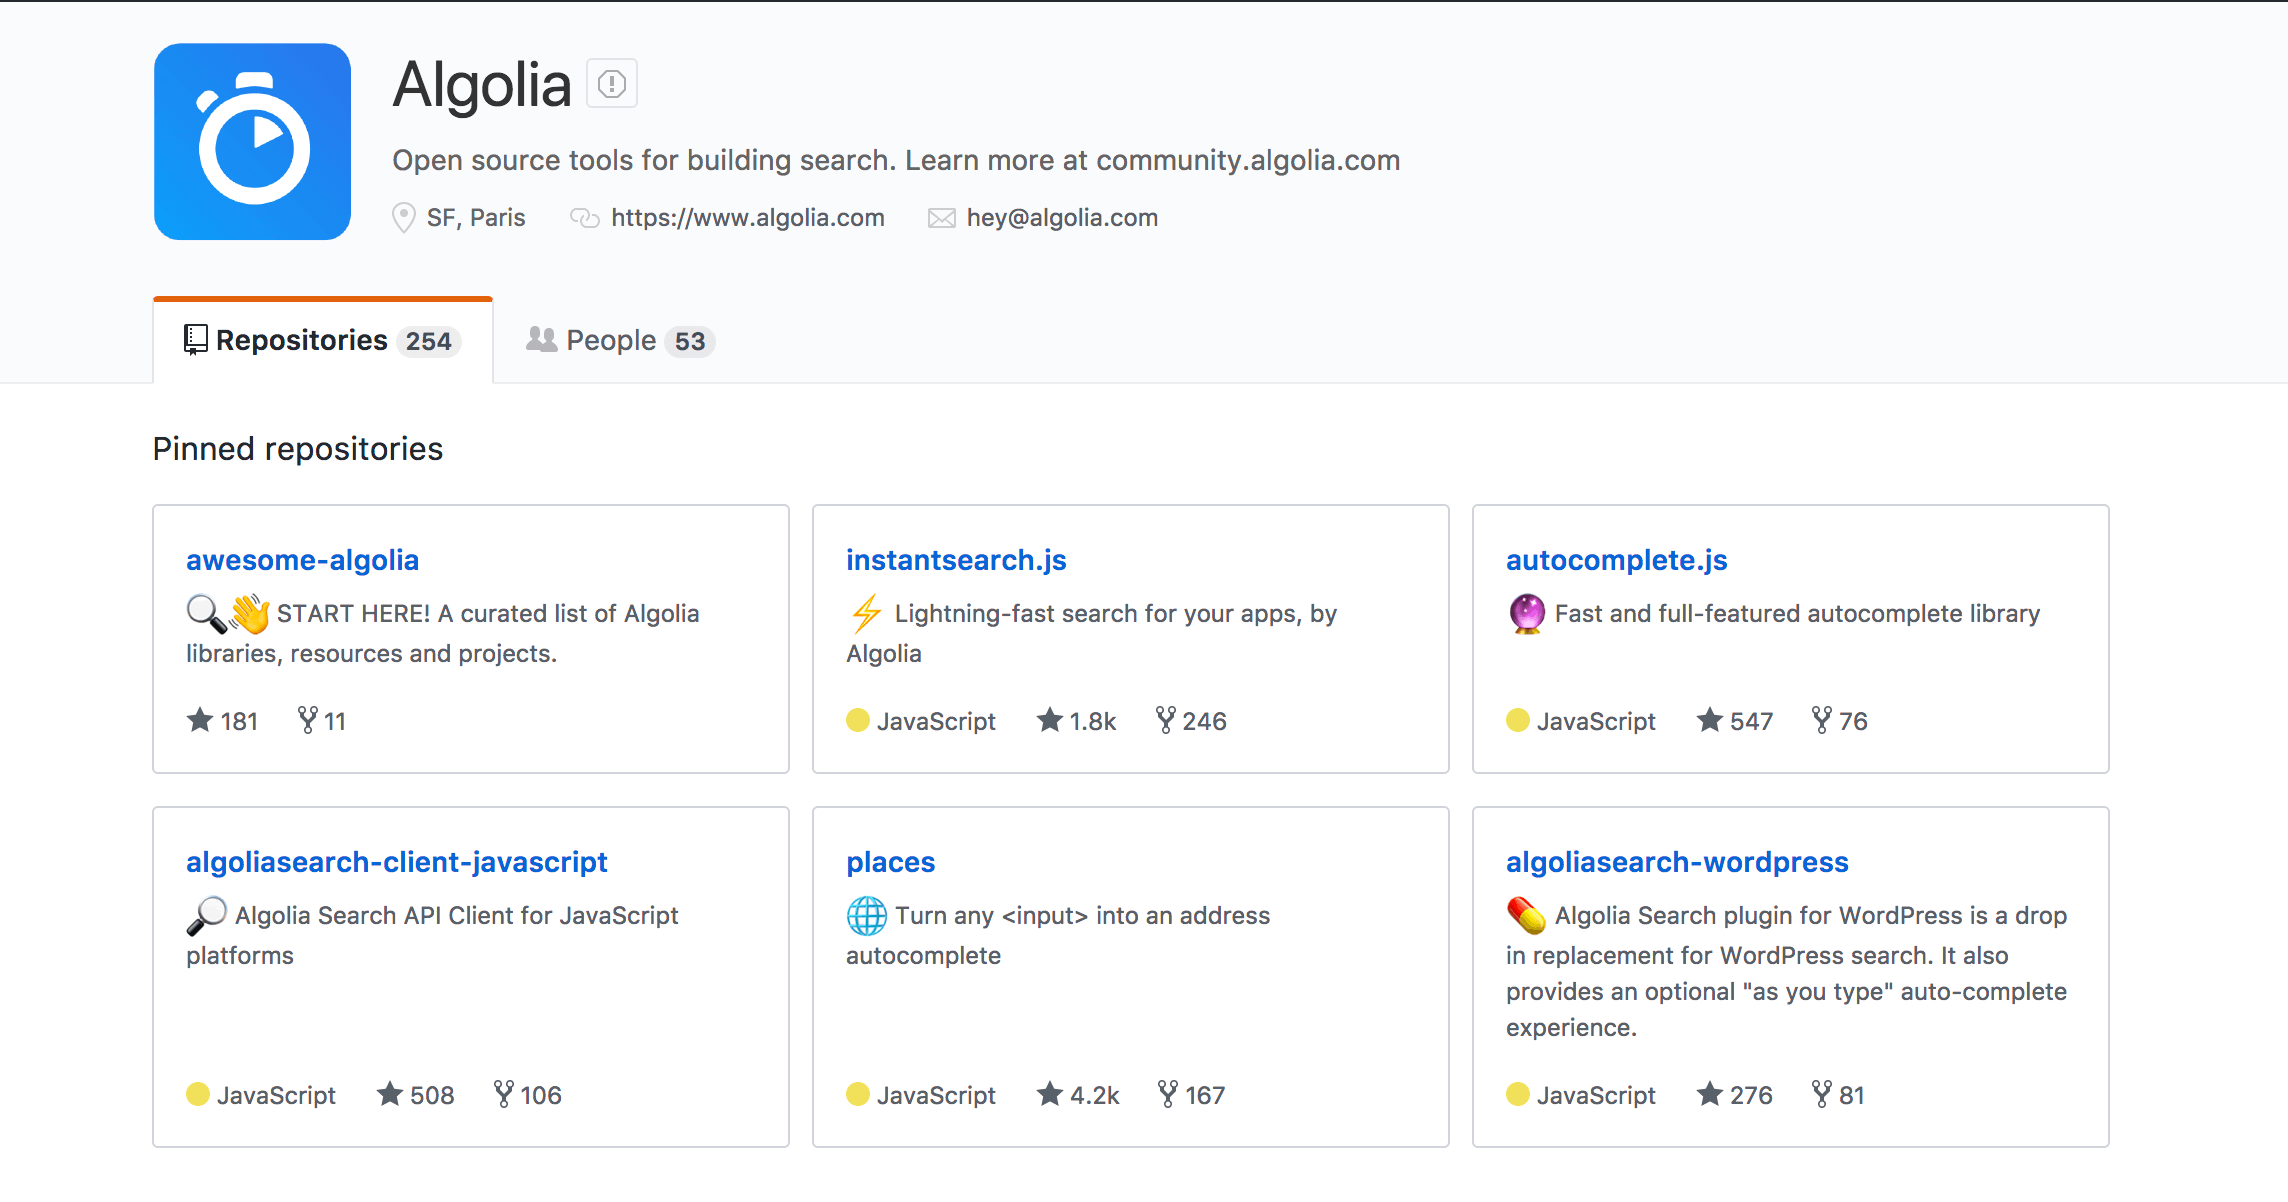 Algolia
Open source tools for building search. Learn more at community.algolia.com
SF, Paris https://www.algolia.com hey@algolia.com
Repositories 254 People 53
Pinned repositories
awesome-algolia
START HERE! A curated list of Algolia
libraries, resources and projects.
181 11
instantsearch.js
Lightning-fast search for your apps, by
Algolia
JavaScript 1.8k 246
autocomplete.js
Fast and full-featured autocomplete library
JavaScript 547 76
algoliasearch-client-javascript
Algolia Search API Client for JavaScript
platforms
JavaScript 508 106
places
Turn any <input> into an address
autocomplete
JavaScript 4.2k 167
algoliasearch-wordpress
Algolia Search plugin for WordPress is a drop
in replacement for WordPress search. It also
provides an optional "as you type" auto-complete
experience.
JavaScript 276 81